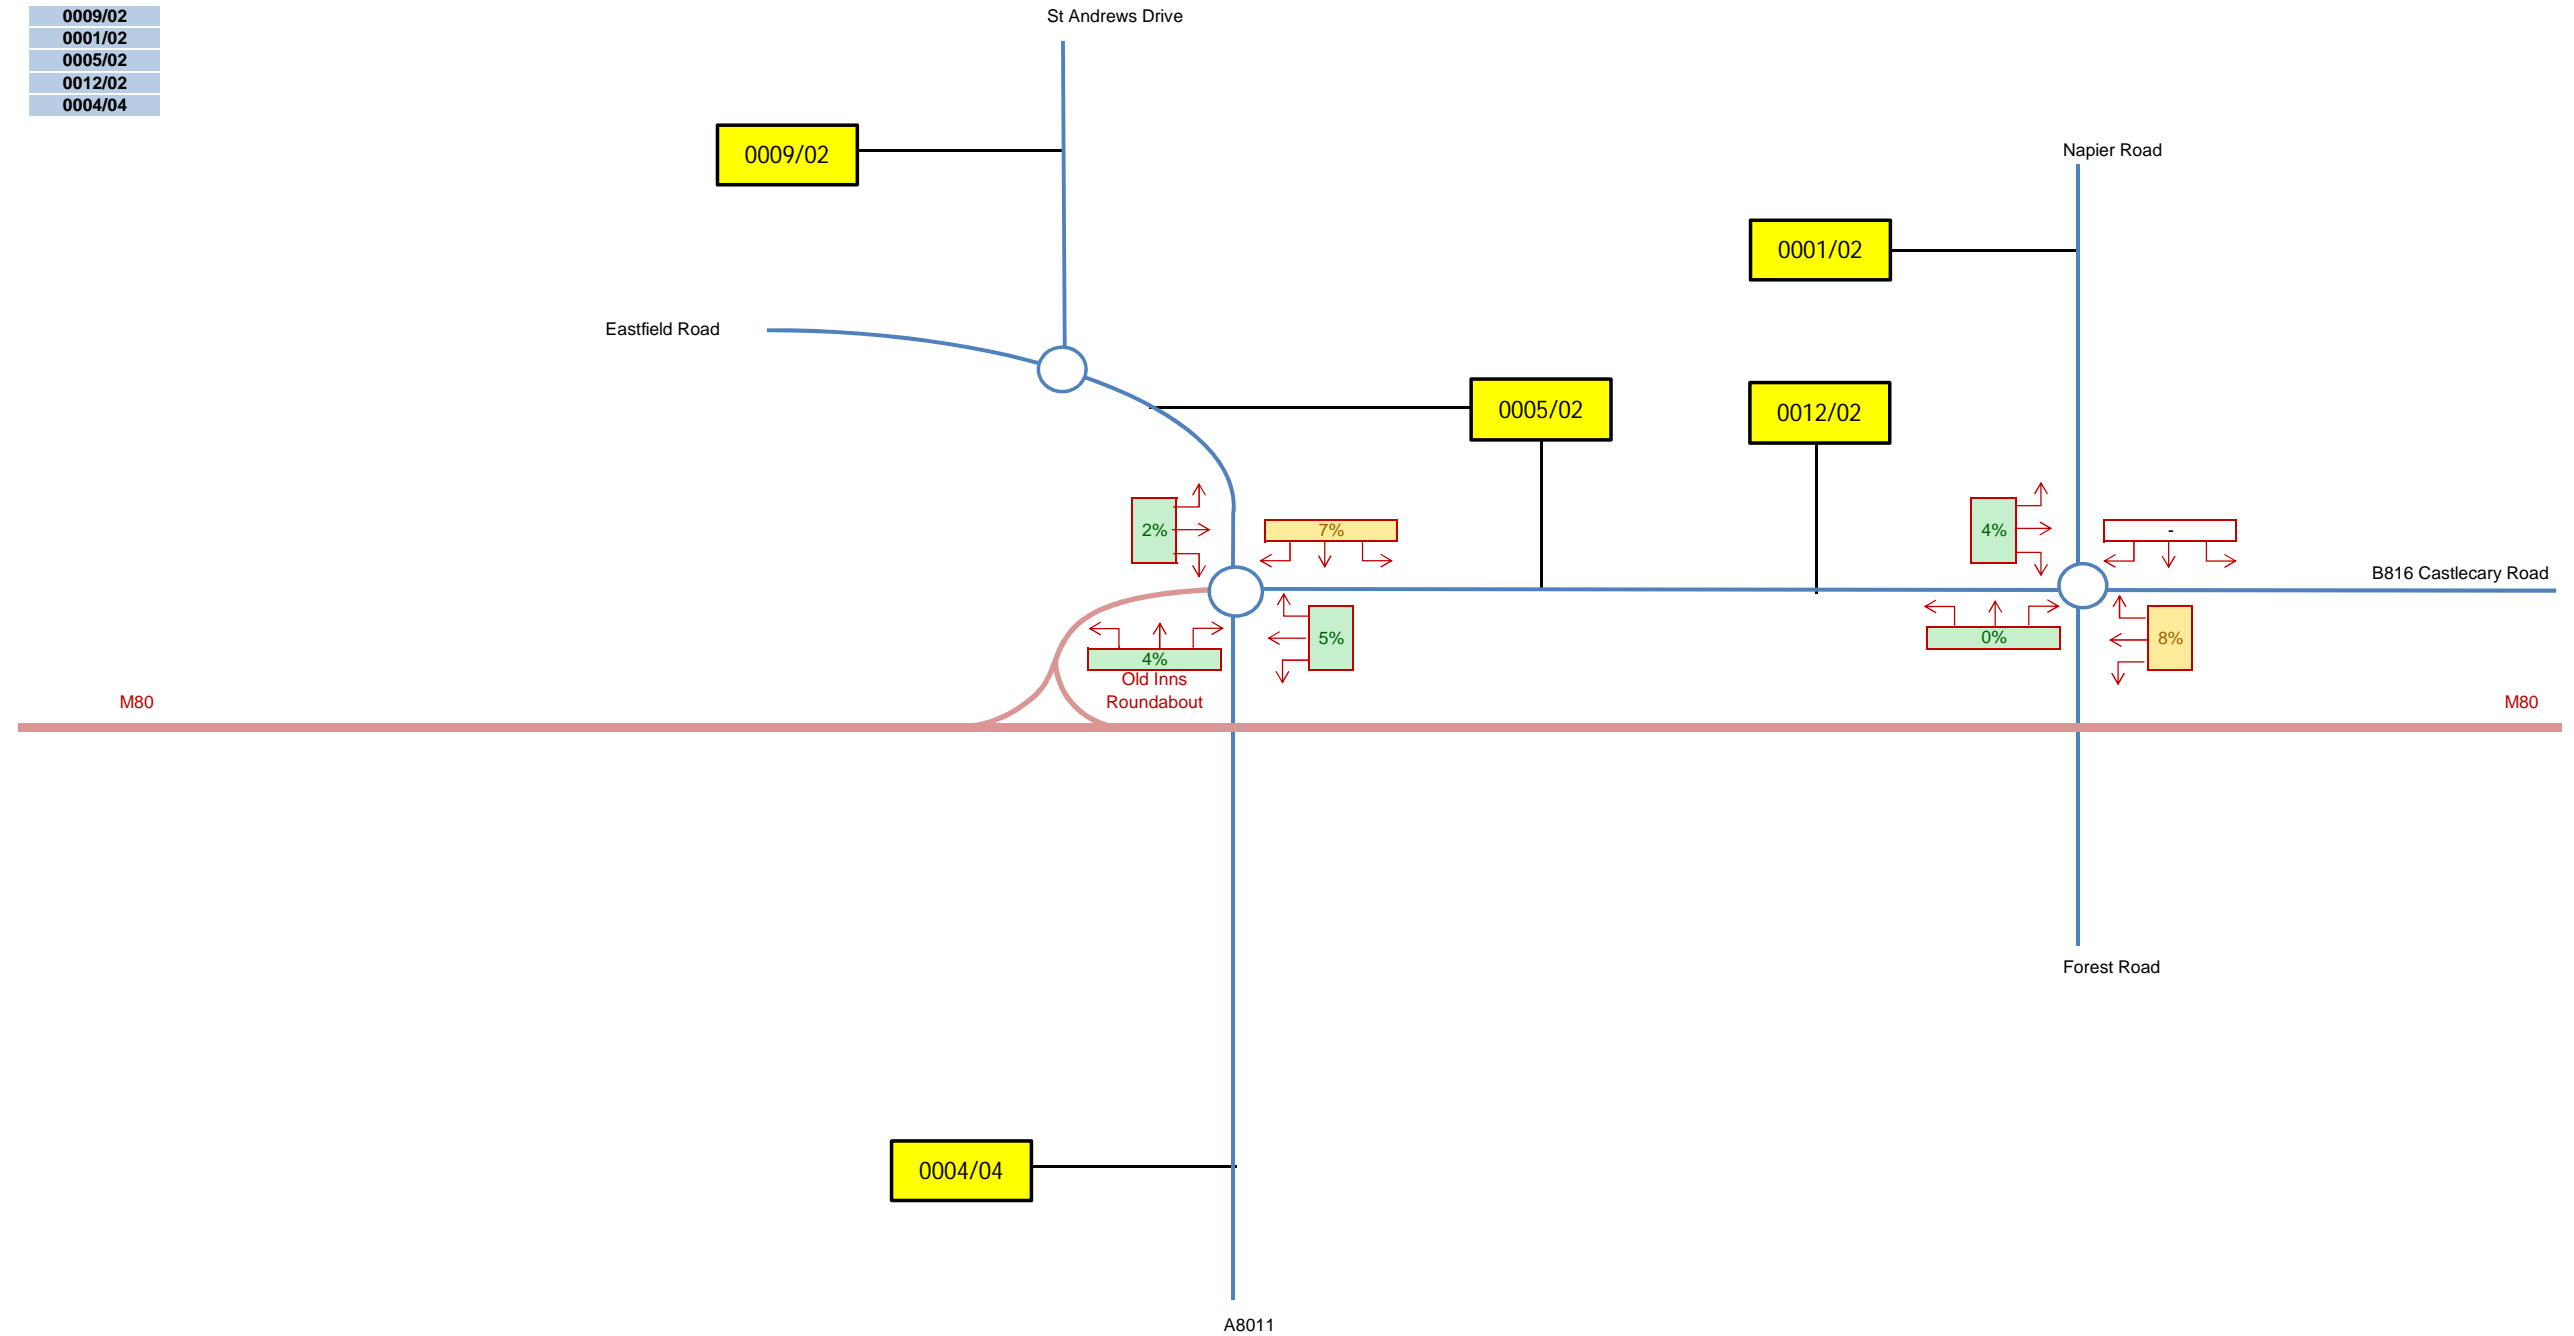 0009/02
0001/02
0005/02
0012/02
0004/04
St Andrews Drive
0009/02
Napier Road
0001/02
Eastfield Road
0005/02
0012/02
2%
7%
4%
-
B816 Castlecary Road
4%
5%
0%
8%
Old Inns
Roundabout
M80
M80
Forest Road
0004/04
A8011